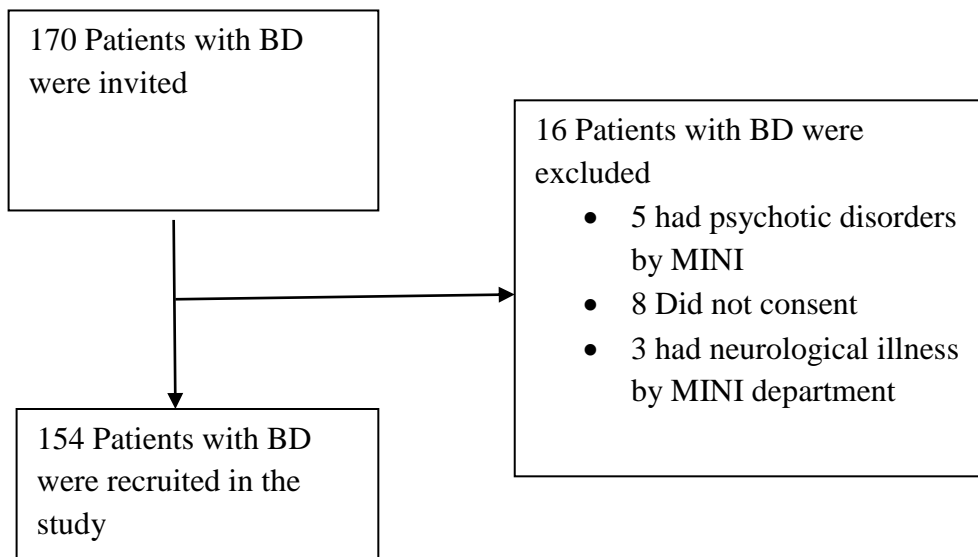 170 Patients with BD
were invited
16 Patients with BD were
excluded
• 5 had psychotic disorders
by MINI
• 8 Did not consent
• 3 had neurological illness
by MINI department
154 Patients with BD
were recruited in the
study